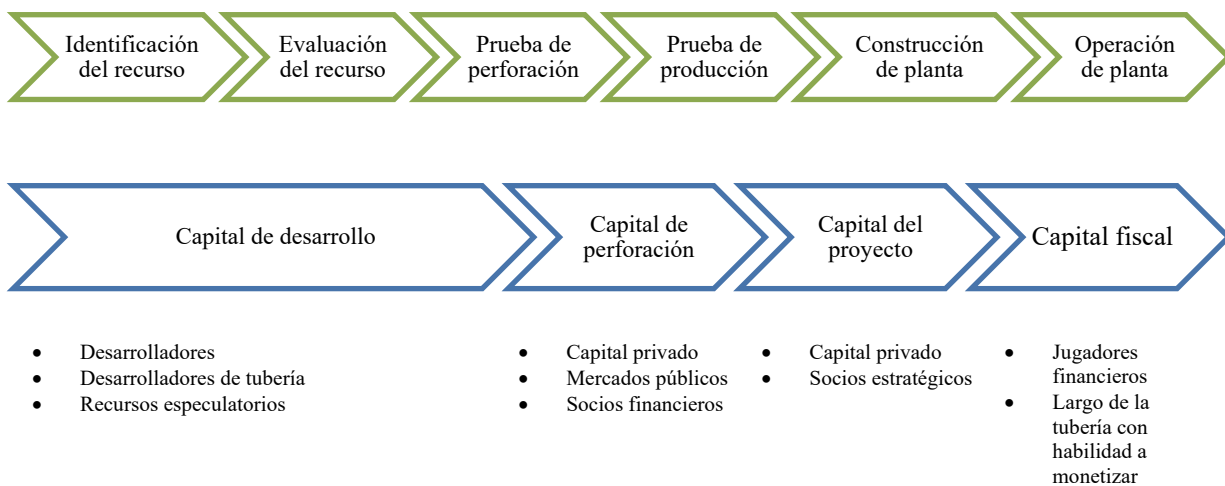 Identificación
del recurso
Evaluación
del recurso
Prueba de
perforación
Prueba de
producción
Construcción
de planta
Operación
de planta
Capital de desarrollo
Capital de
perforación
Capital del
proyecto
Capital fiscal
• Desarrolladores
• Desarrolladores de tubería
• Recursos especulatorios
• Capital privado
• Mercados públicos
• Socios financieros
• Capital privado
• Socios estratégicos
• Jugadores
financieros
• Largo de la
tubería con
habilidad a
monetizar